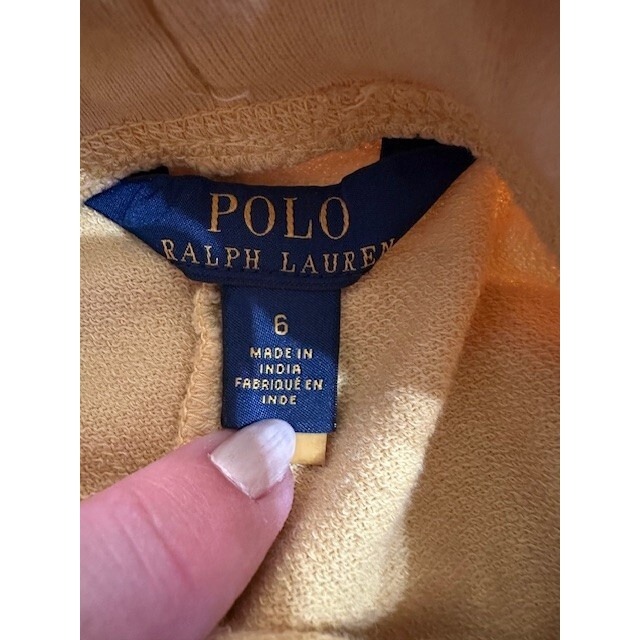 POLO
RALPH LAUREN
6
MADE IN
INDIA
FABRIQUÉ EN
INDE